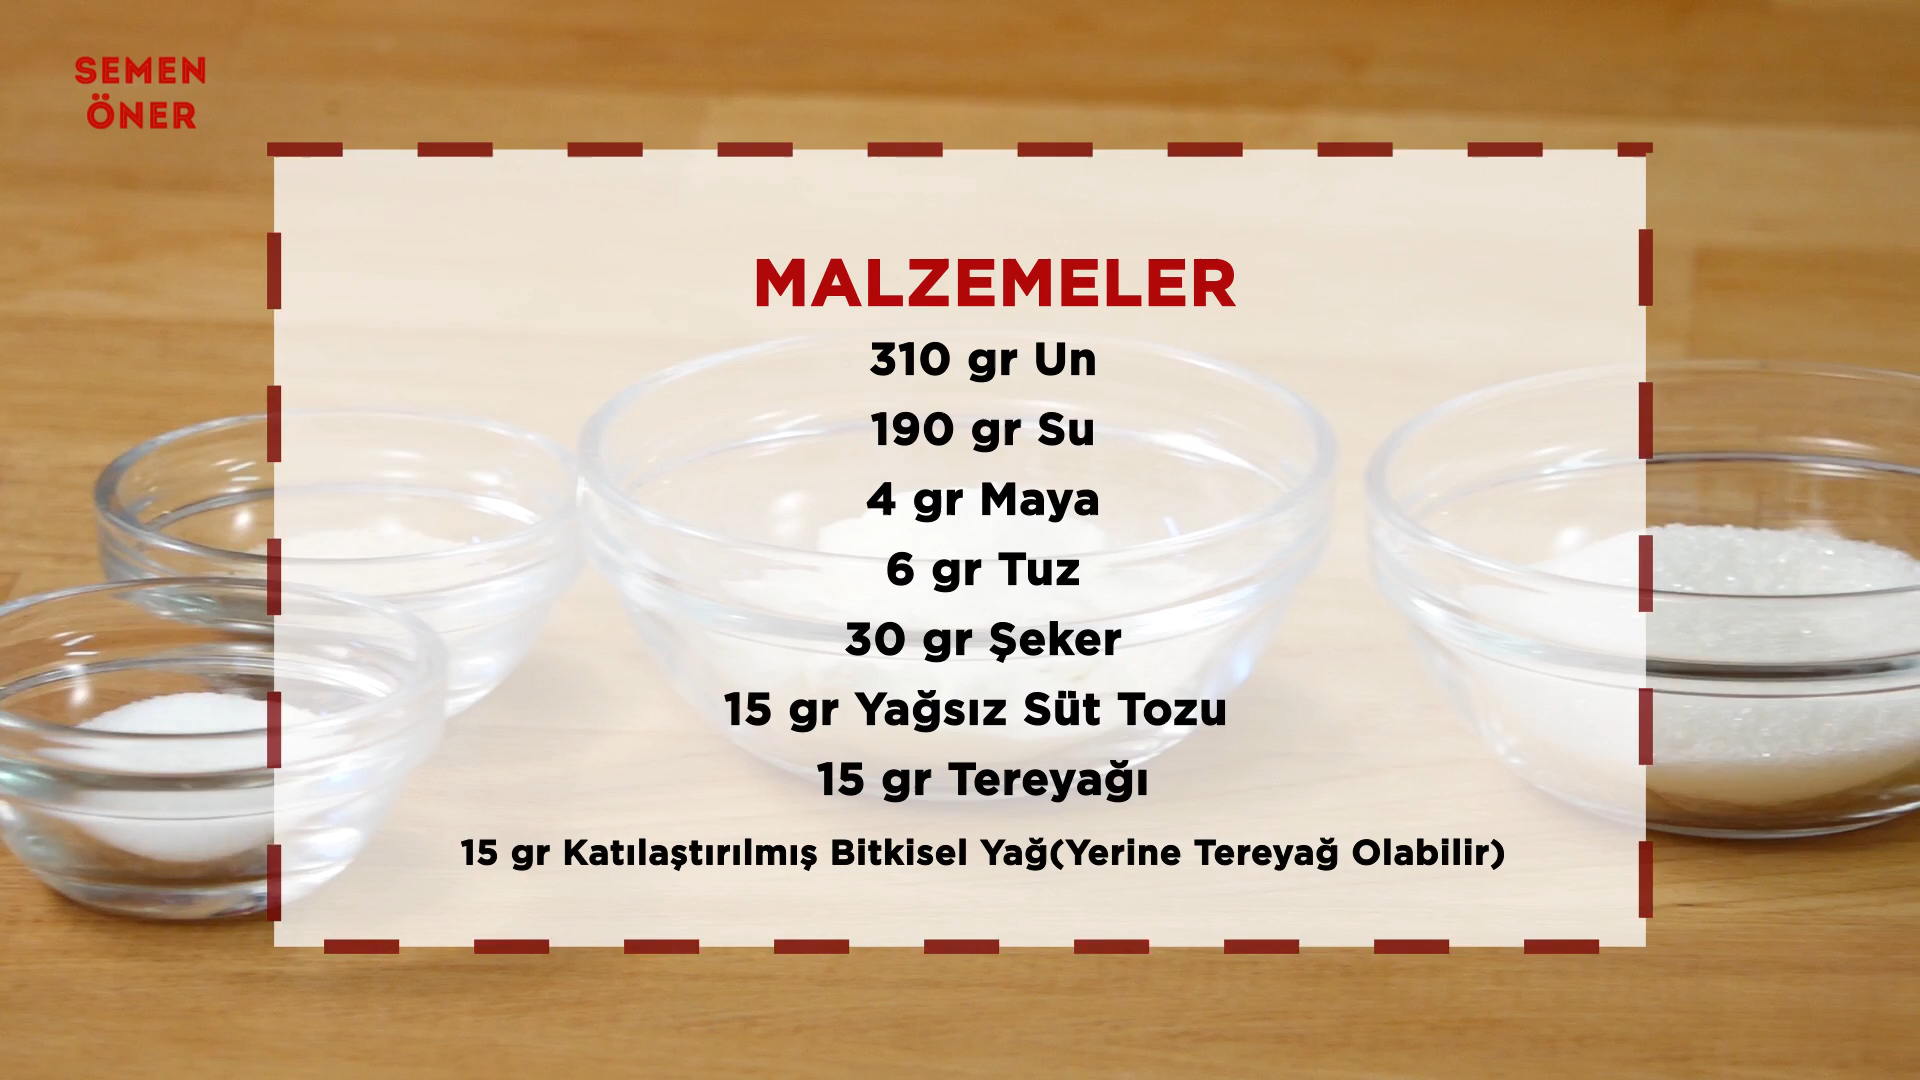 SEMEN
ÖNER
MALZEMELER
310 gr Un
190 gr Su
4 gr Maya
6 gr Tuz
30 gr Şeker
15 gr Yağsız Süt Tozu
15 gr Tereyağı
15 gr Katılaştırılmış Bitkisel Yağ(Yerine Tereyağ Olabilir)